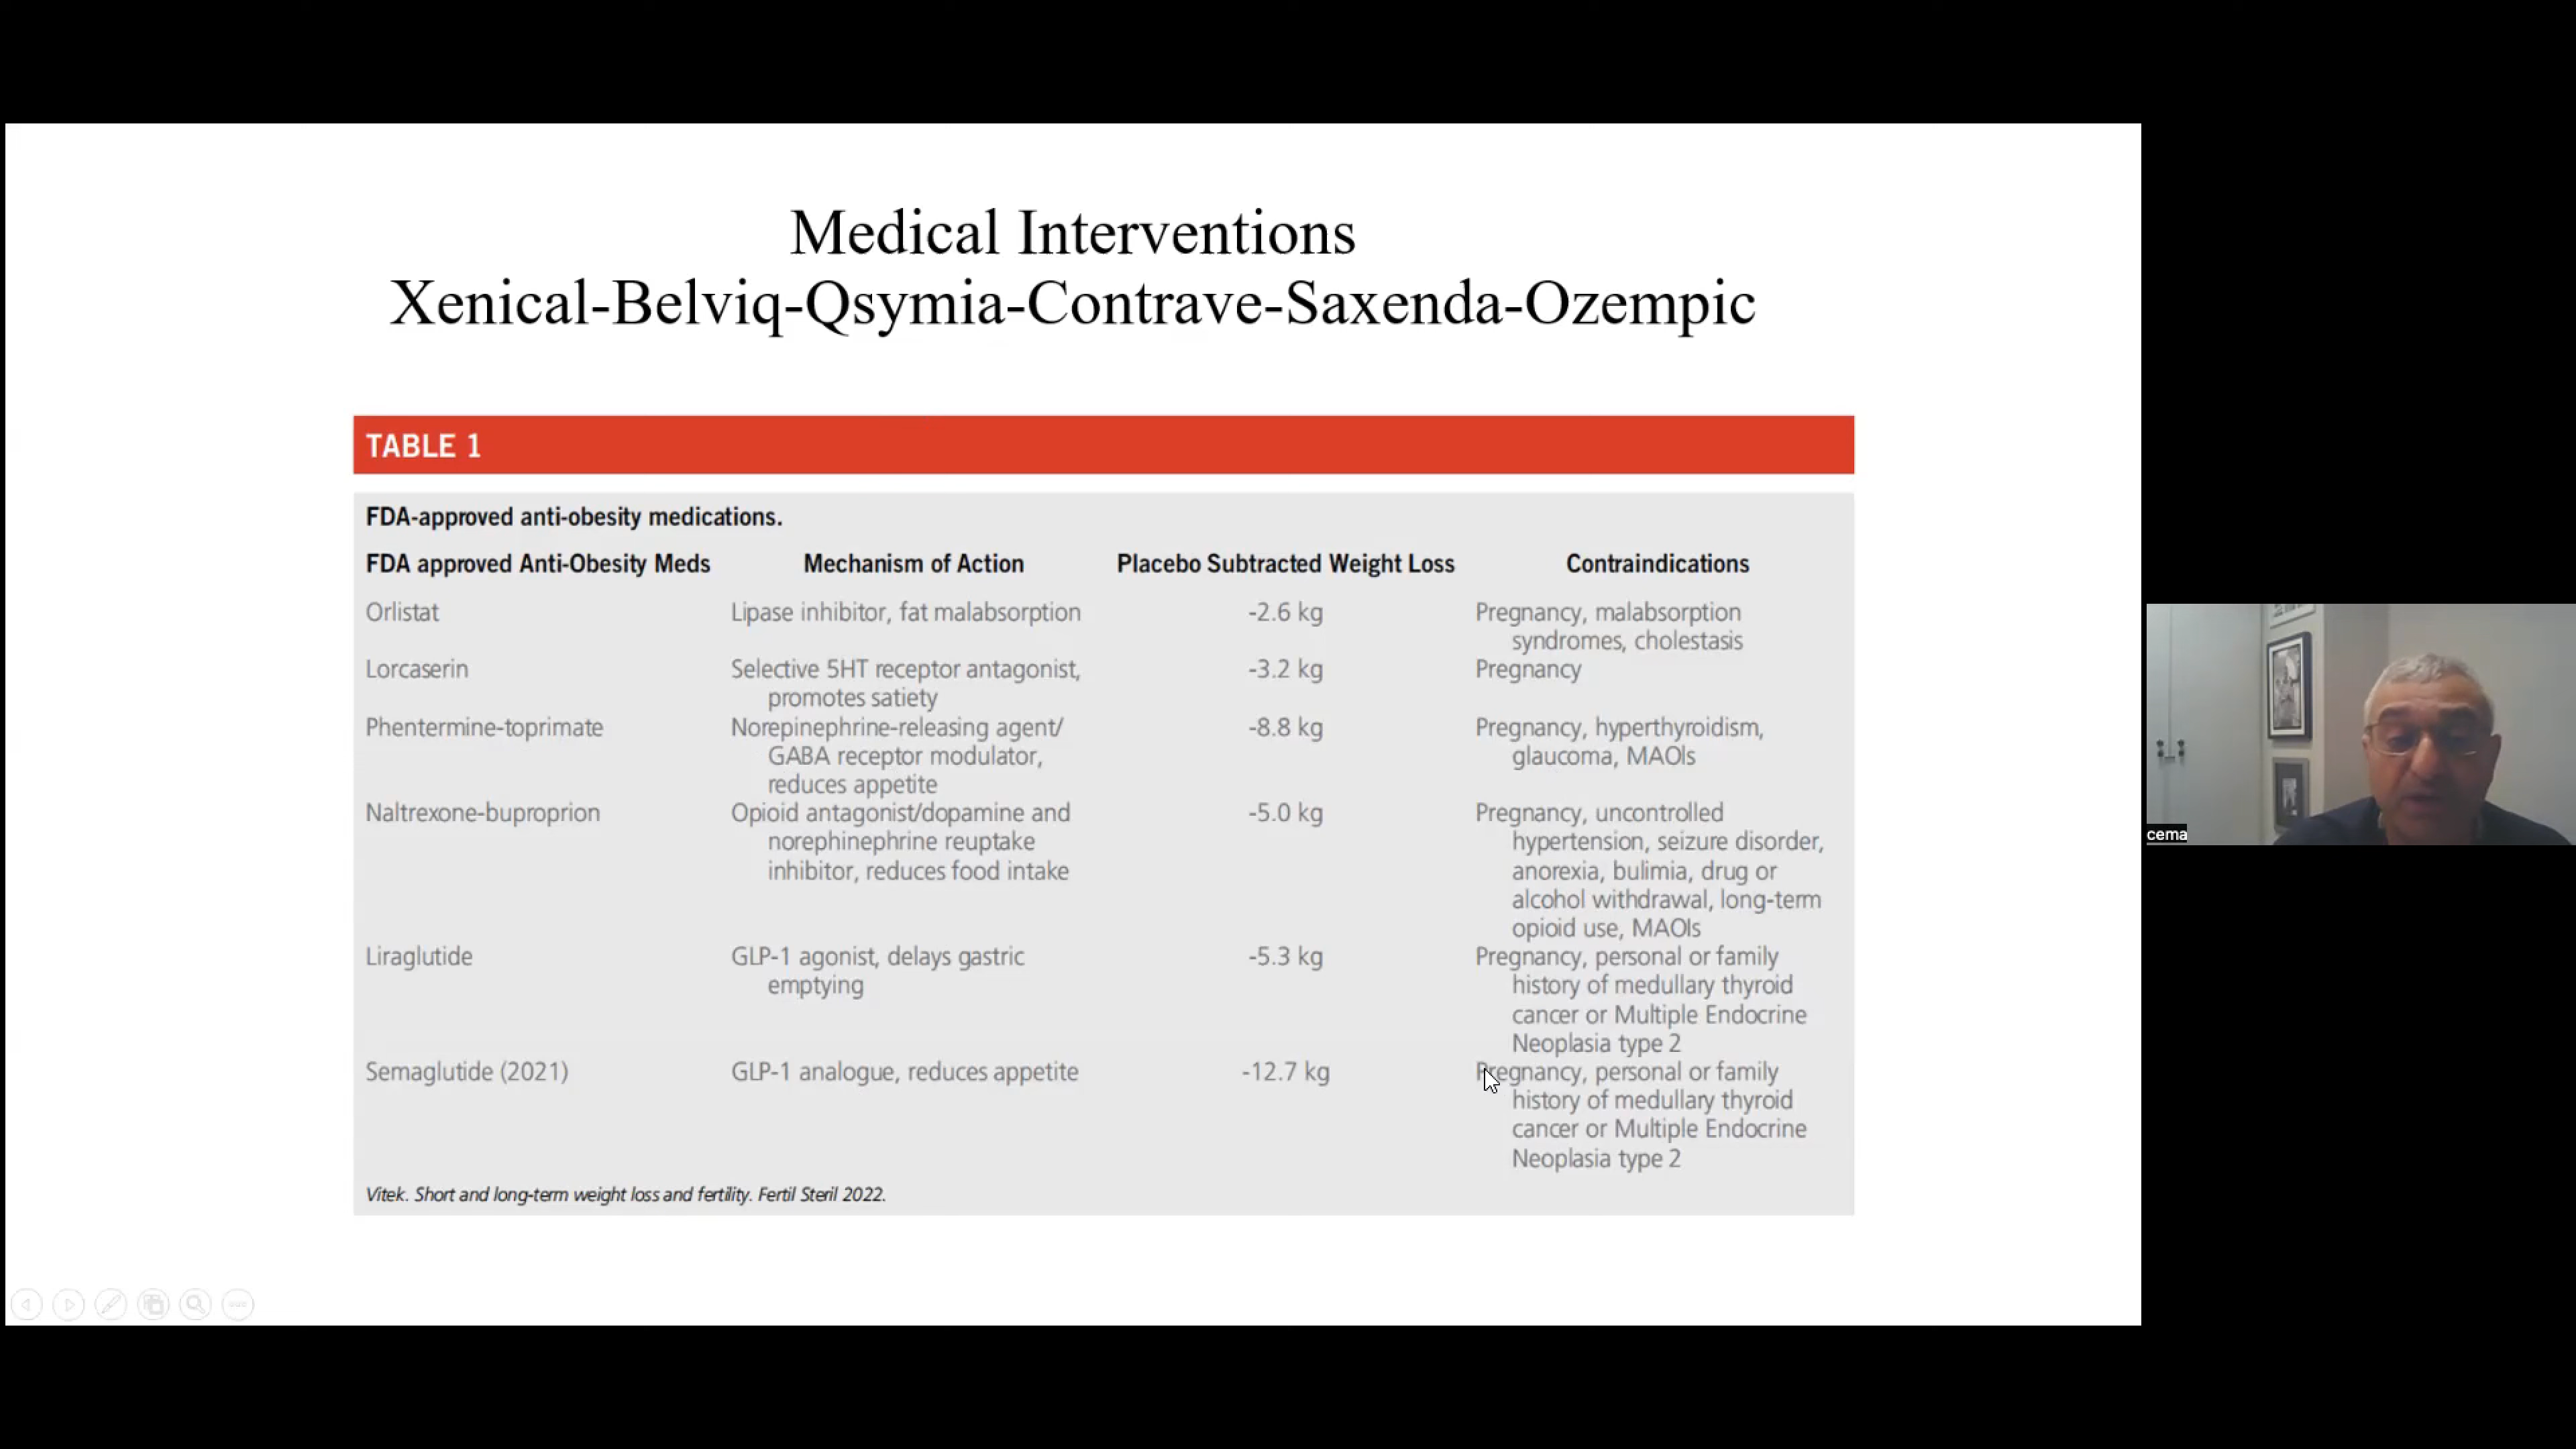 Medical Interventions
Xenical-Belviq-Qsymia-Contrave-Saxenda-Ozempic
TABLE 1
FDA-approved anti-obesity medications.
FDA approved Anti-Obesity Meds Mechanism of Action Placebo Subtracted Weight Loss Contraindications
Orlistat Lipase inhibitor, fat malabsorption -2.6 kg Pregnancy, malabsorption
syndromes, cholestasis
Lorcaserin Selective 5HT receptor antagonist, -3.2 kg Pregnancy
promotes satiety
Phentermine-toprimate Norepinephrine-releasing agent/ -8.8 kg Pregnancy, hyperthyroidism,
GABA receptor modulator, glaucoma, MAOIs
reduces appetite
Naltrexone-buproprion Opioid antagonist/dopamine and -5.0 kg Pregnancy, uncontrolled
norephinephrine reuptake hypertension, seizure disorder,
inhibitor, reduces food intake anorexia, bulimia, drug or
alcohol withdrawal, long-term
opioid use, MAOIs
Liraglutide GLP-1 agonist, delays gastric -5.3 kg Pregnancy, personal or family
emptying history of medullary thyroid
cancer or Multiple Endocrine
Neoplasia type 2
Semaglutide (2021) GLP-1 analogue, reduces appetite -12.7 kg Pregnancy, personal or family
history of medullary thyroid
cancer or Multiple Endocrine
Neoplasia type 2
Vitek. Short and long-term weight loss and fertility. Fertil Steril 2022.
cema